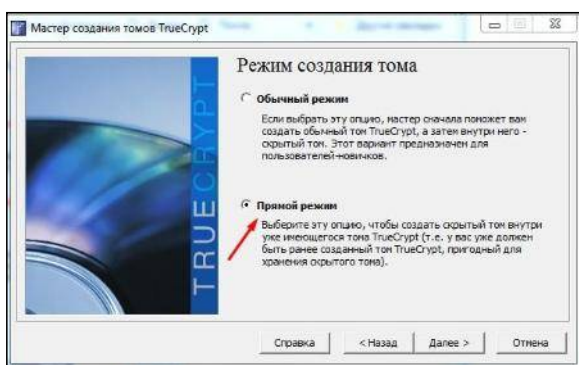 Мастер создания томов TrueCrypt
Режим создания тома
Обычный режим
Если выбрать эту опцию, мастер сначала поможет вам
создать обычный том TrueCrypt, а затем внутри него -
скрытый том. Этот вариант предназначен для
пользователей-новичков.
Прямой режим
Выберите эту опцию, чтобы создать скрытый том внутри
уже имеющегося тома TrueCrypt (т.е. у вас уже должен
быть ранее созданный том TrueCrypt, пригодный для
хранения скрытого тома).
TRUECRYPT
Справка
< Назад
Далее >
Отмена